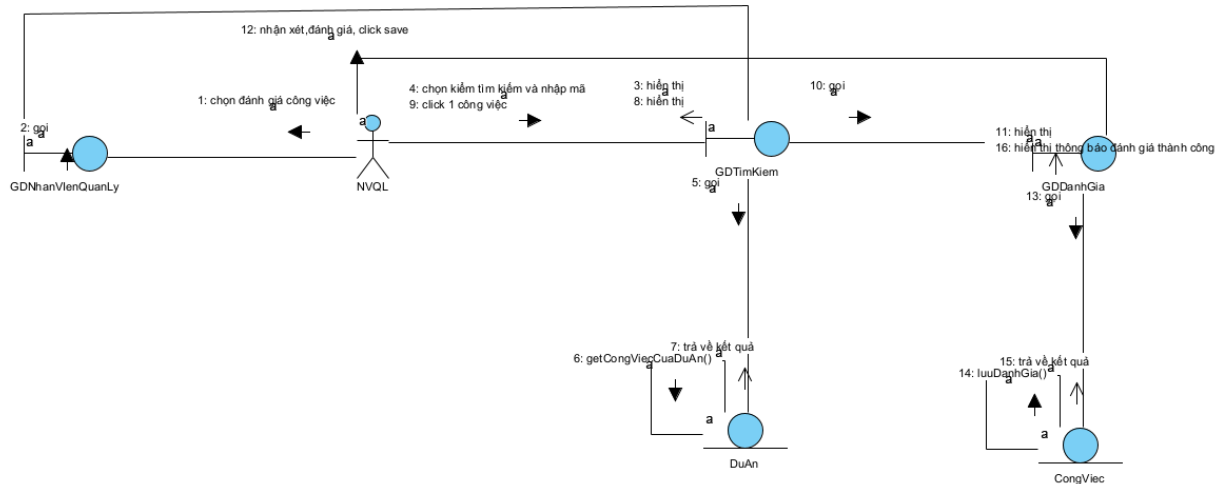 12: nhận xét,đánh giá, click save
1: chọn đánh giá công việc
4: chọn kiểm tìm kiếm và nhập mã
9: click 1 công việc
3: hiển thị
8: hiển thị
10: gọi
2: gọi
a
a
a
a
a
a
a
a
a
GDNhanVIenQuanLy
NVQL
GDTimKiem
11: hiển thị
16: hiển thị thông báo đánh giá thành công
a
a
GDDanhGia
5: gọi
a
13: gọi
a
7: trả về kết quả
a
6: getCongViecCuaDuAn()
a
a
DuAn
15: trả về kết quả
a
14: luuDanhGia()
a
a
CongViec